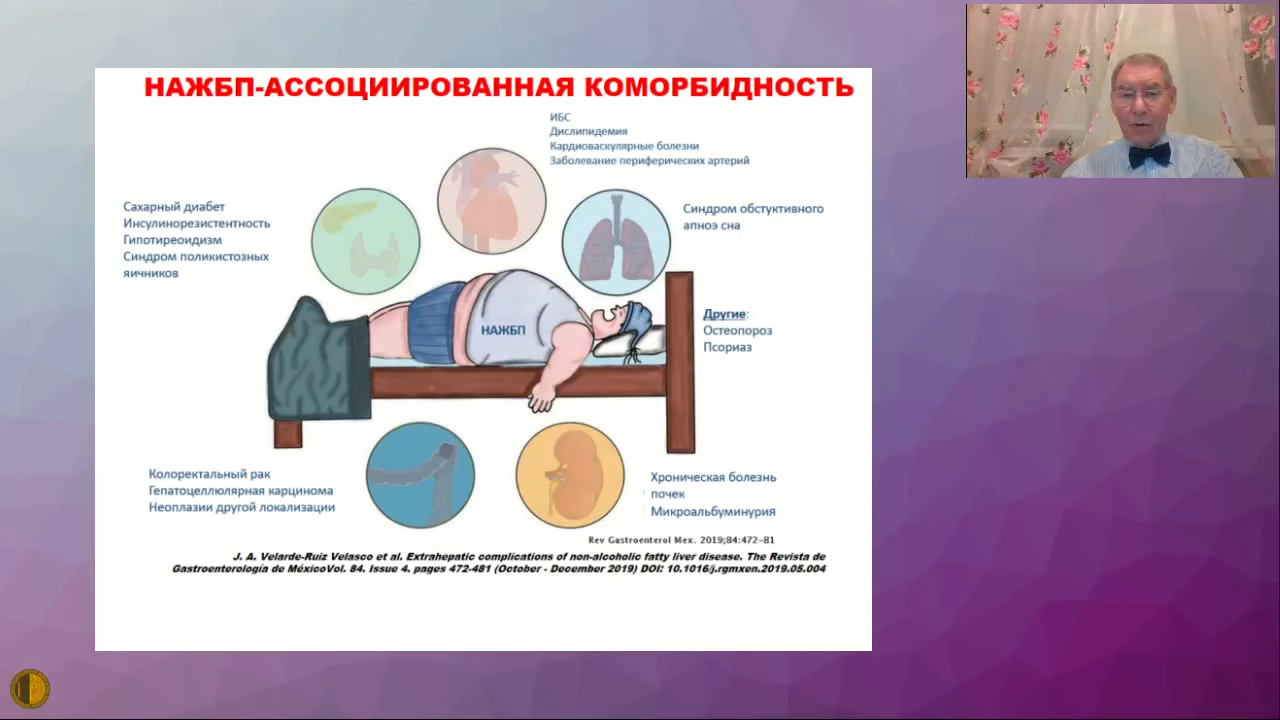 НАЖБП-АССОЦИИРОВАННАЯ КОМОРБИДНОСТЬ
ИБС
Дислипидемия
Кардиоваскулярные болезни
Заболевание периферических артерий
Сахарный диабет
Инсулинорезистентность
Гипотиреоидизм
Синдром поликистозных
яичников
Синдром обстуктивного
апноэ сна
НАЖБП
Другие:
Остеопороз
Псориаз
Колоректальный рак
Гепатоцеллюлярная карцинома
Неоплазии другой локализации
Хроническая болезнь
почек
Микроальбуминурия
Rev Gastroenterol Mex. 2019;84:472–81
J. A. Velarde-Ruiz Velasco et al. Extrahepatic complications of non-alcoholic fatty liver disease. The Revista de
Gastroenterología de MéxicoVol. 84. Issue 4. pages 472-481 (October - December 2019) DOI: 10.1016/j.rgmxen.2019.05.004